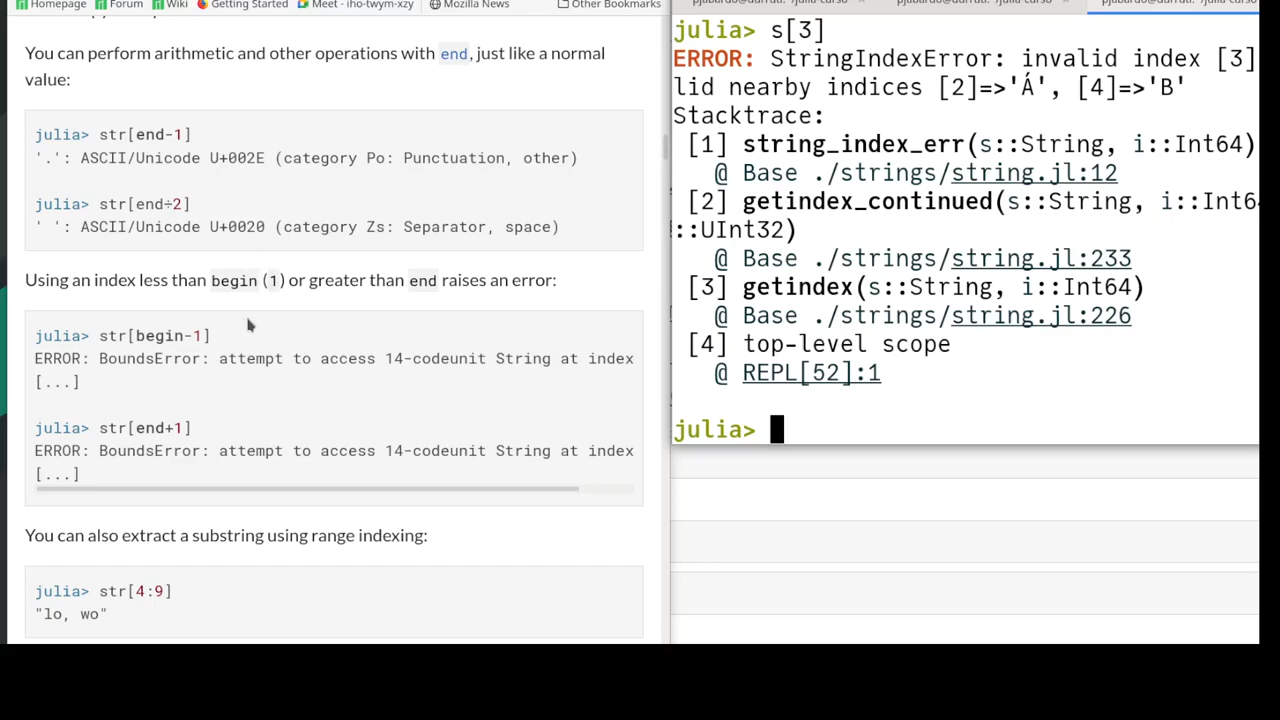 Homepage Forum Wiki Getting Started Meet - iho-twym-xzy Mozilla News Other Bookmarks
You can perform arithmetic and other operations with end, just like a normal
value:
julia> str[end-1]
'.': ASCII/Unicode U+002E (category Po: Punctuation, other)
julia> str[end÷2]
' ': ASCII/Unicode U+0020 (category Zs: Separator, space)
Using an index less than begin (1) or greater than end raises an error:
julia> str[begin-1]
ERROR: BoundsError: attempt to access 14-codeunit String at index
[...]
julia> str[end+1]
ERROR: BoundsError: attempt to access 14-codeunit String at index
[...]
You can also extract a substring using range indexing:
julia> str[4:9]
"lo, wo"
julia> s[3]
ERROR: StringIndexError: invalid index [3]
lid nearby indices [2]=>'Á', [4]=>'B'
Stacktrace:
[1] string_index_err(s::String, i::Int64)
@ Base ./strings/string.jl:12
[2] getindex_continued(s::String, i::Int6
::UInt32)
@ Base ./strings/string.jl:233
[3] getindex(s::String, i::Int64)
@ Base ./strings/string.jl:226
[4] top-level scope
@ REPL[52]:1
julia>